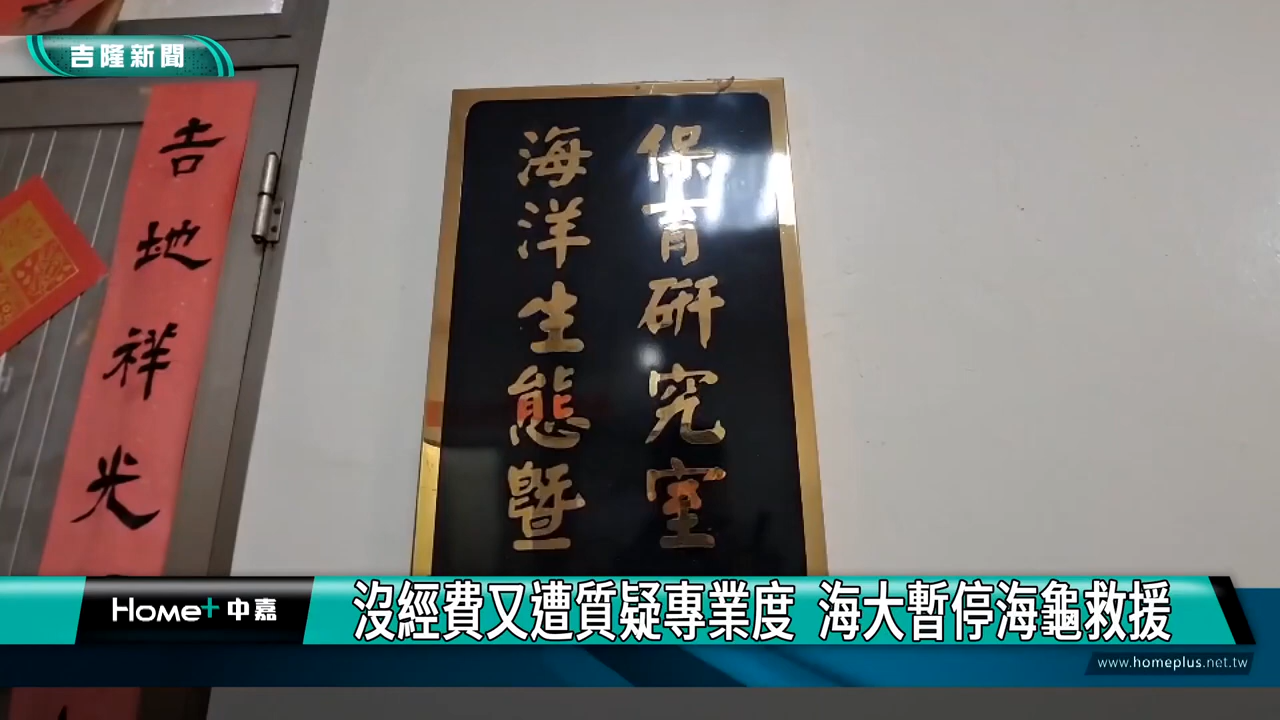 吉隆新聞
吉地祥光
海洋生態暨
保育研究室
Home+中嘉
沒經費又遭質疑專業度 海大暫停海龜救援
www.homeplus.net.tw